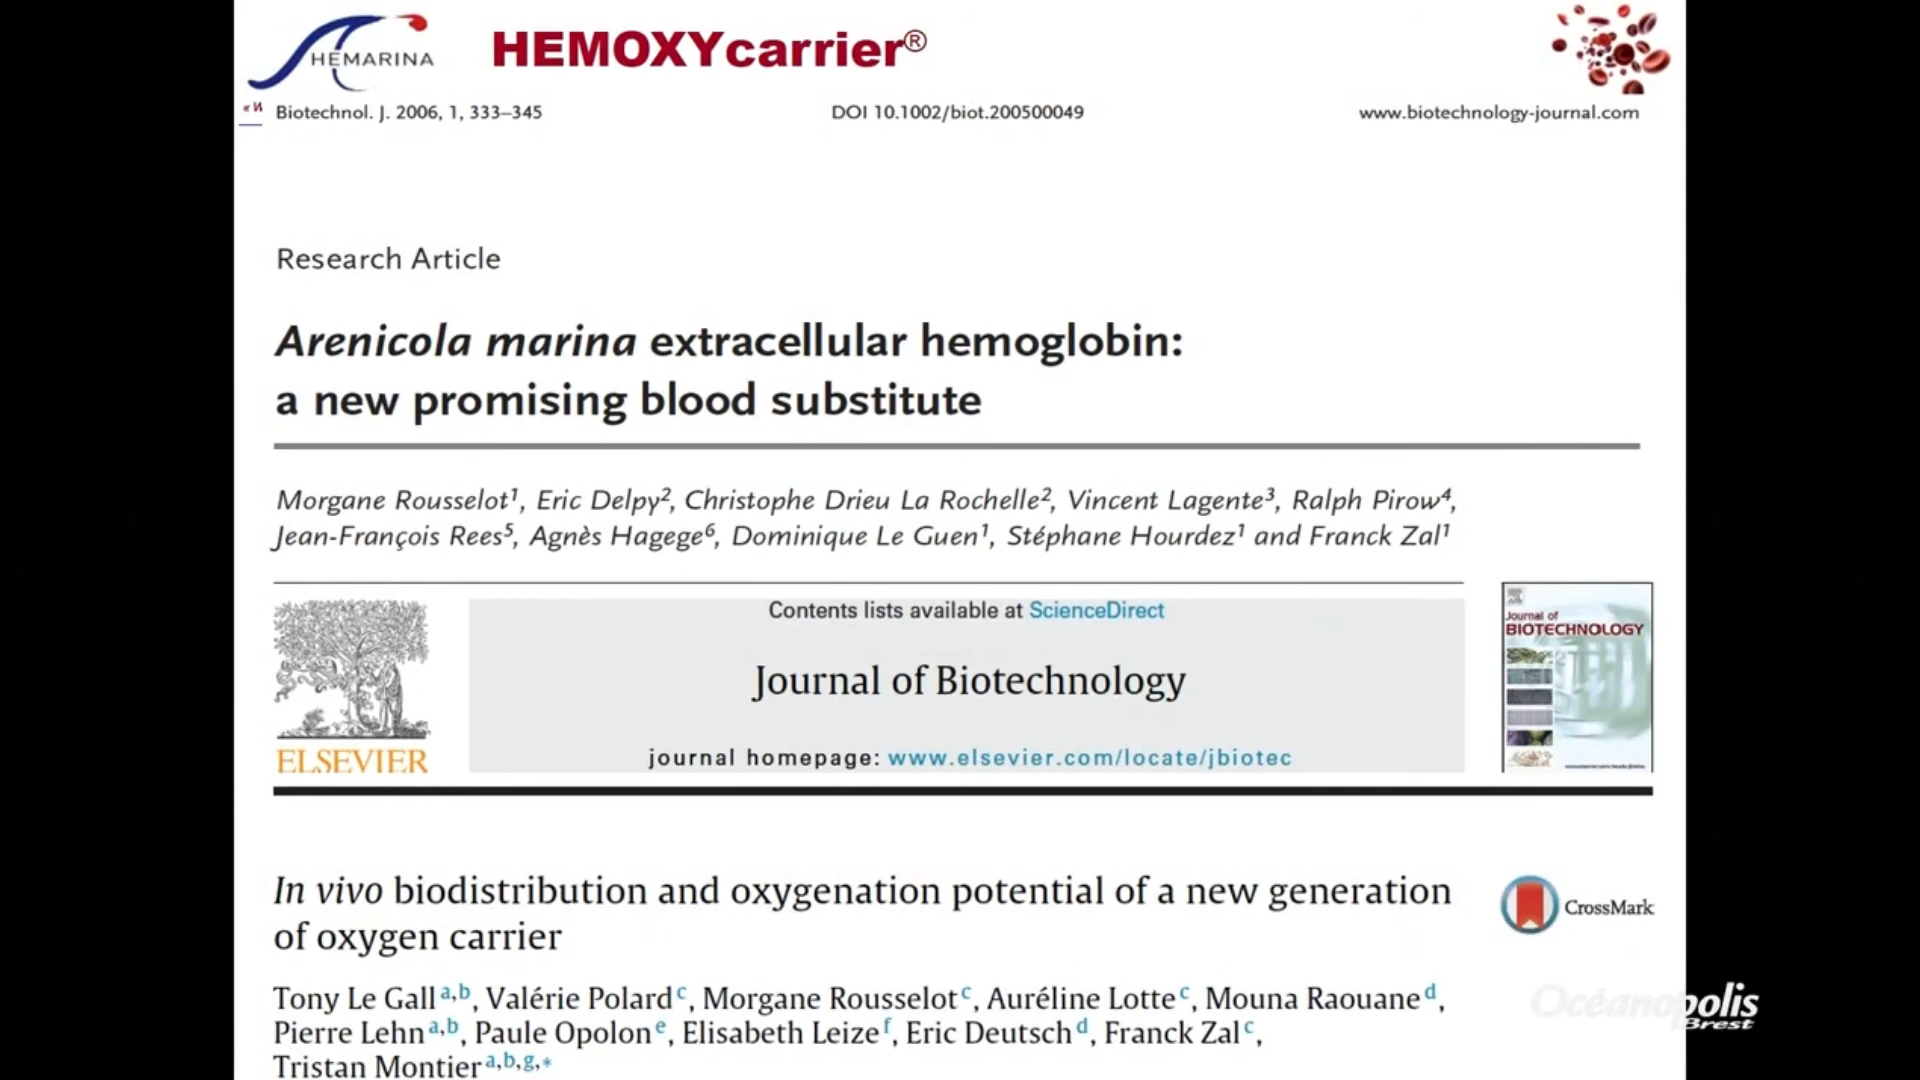 HEMARINA
HEMOXYcarrier®
Biotechnol. J. 2006, 1, 333–345
DOI 10.1002/biot.200500049
www.biotechnology-journal.com
Research Article
Arenicola marina extracellular hemoglobin:
a new promising blood substitute
Morgane Rousselot¹, Eric Delpy², Christophe Drieu La Rochelle², Vincent Lagente³, Ralph Pirow⁴,
Jean-François Rees⁵, Agnès Hagege⁶, Dominique Le Guen¹, Stéphane Hourdez¹ and Franck Zal¹
Contents lists available at ScienceDirect
Journal of Biotechnology
journal homepage: www.elsevier.com/locate/jbiotec
ELSEVIER
Journal of
BIOTECHNOLOGY
In vivo biodistribution and oxygenation potential of a new generation
of oxygen carrier
CrossMark
Tony Le Gall a,b, Valérie Polard c, Morgane Rousselot c, Auréline Lotte c, Mouna Raouane d,
Pierre Lehn a,b, Paule Opolon e, Elisabeth Leize f, Eric Deutsch d, Franck Zal c,
Tristan Montier a,b,g,*
Océanopolis
Brest